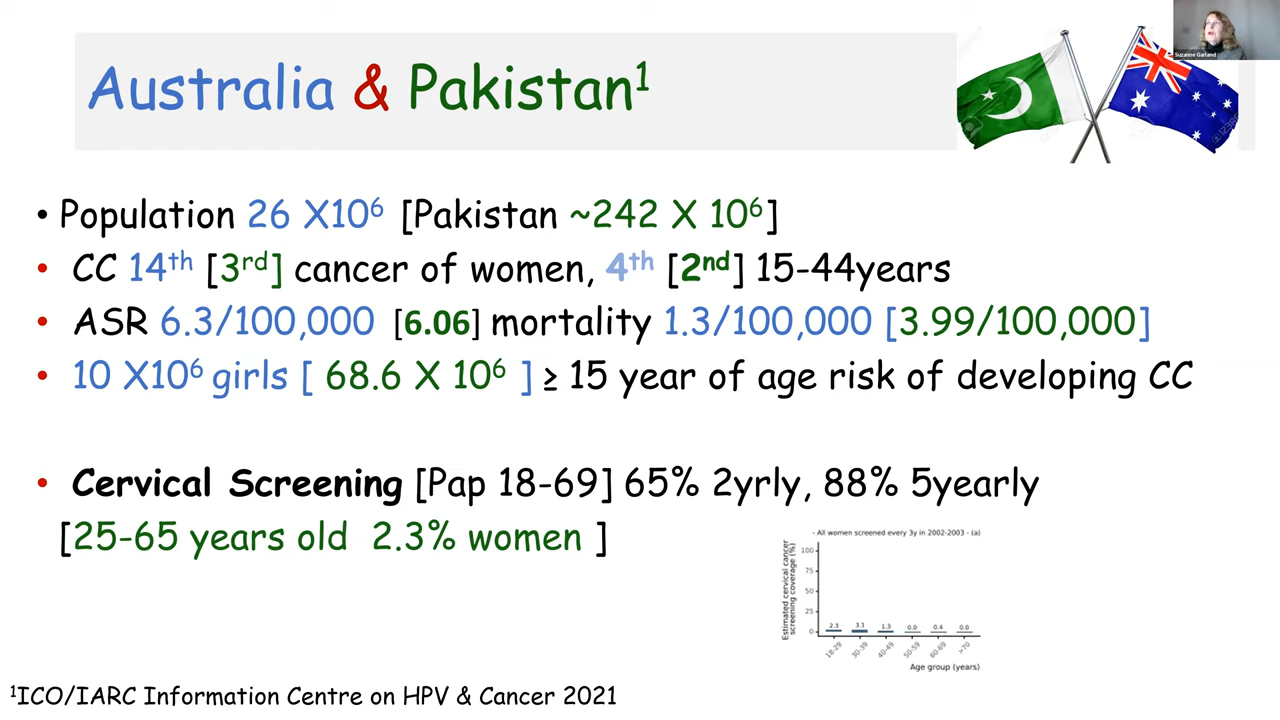 Suzanne Garland
Australia & Pakistan¹
• Population 26 X10⁶ [Pakistan ~242 X 10⁶]
• CC 14ᵗʰ [3ʳᵈ] cancer of women, 4ᵗʰ [2ⁿᵈ] 15-44years
• ASR 6.3/100,000 [6.06] mortality 1.3/100,000 [3.99/100,000]
• 10 X10⁶ girls [ 68.6 X 10⁶ ] ≥ 15 year of age risk of developing CC
• Cervical Screening [Pap 18-69] 65% 2yrly, 88% 5yearly
[25-65 years old 2.3% women ]
- All women screened every 3y in 2002-2003 - (a)
Estimated cervical cancer
screening coverage (%)
100
75
50
25
0
2.3 3.1 1.3 0.0 0.4 0.0
18-29 30-39 40-49 50-59 60-69 >70
Age group (years)
¹ICO/IARC Information Centre on HPV & Cancer 2021